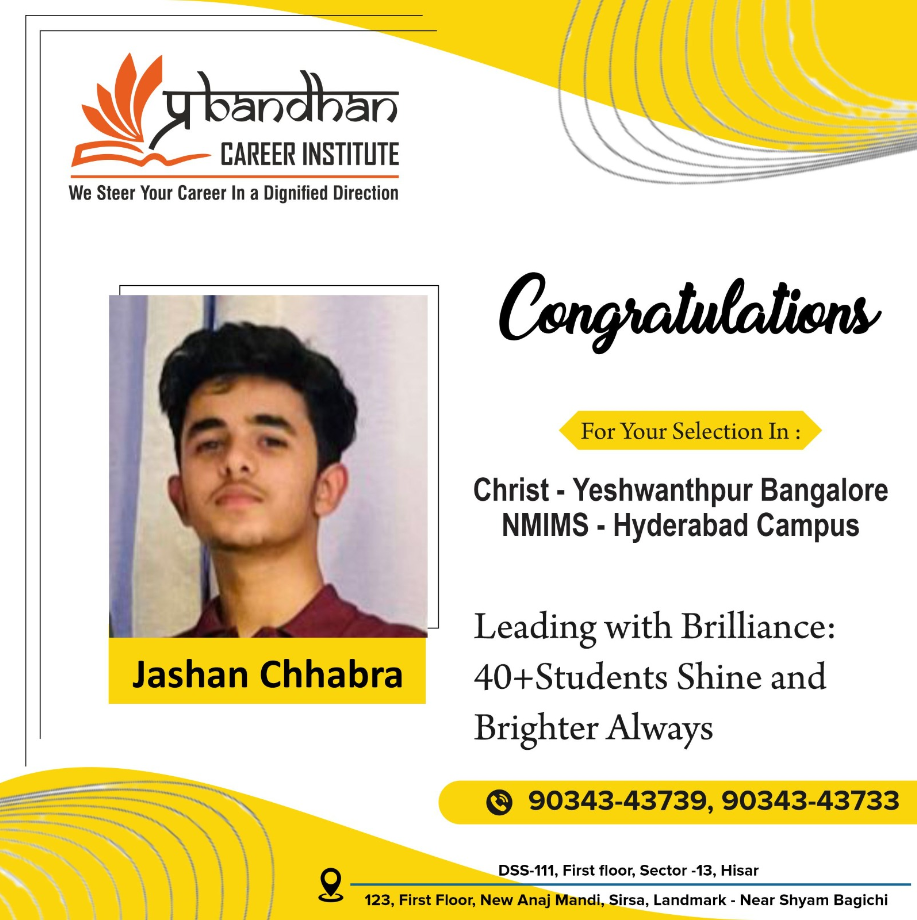 प्रbandhan
CAREER INSTITUTE
We Steer Your Career In a Dignified Direction
Congratulations
For Your Selection In :
Christ - Yeshwanthpur Bangalore
NMIMS - Hyderabad Campus
Jashan Chhabra
Leading with Brilliance:
40+Students Shine and
Brighter Always
90343-43739, 90343-43733
DSS-111, First floor, Sector -13, Hisar
123, First Floor, New Anaj Mandi, Sirsa, Landmark - Near Shyam Bagichi